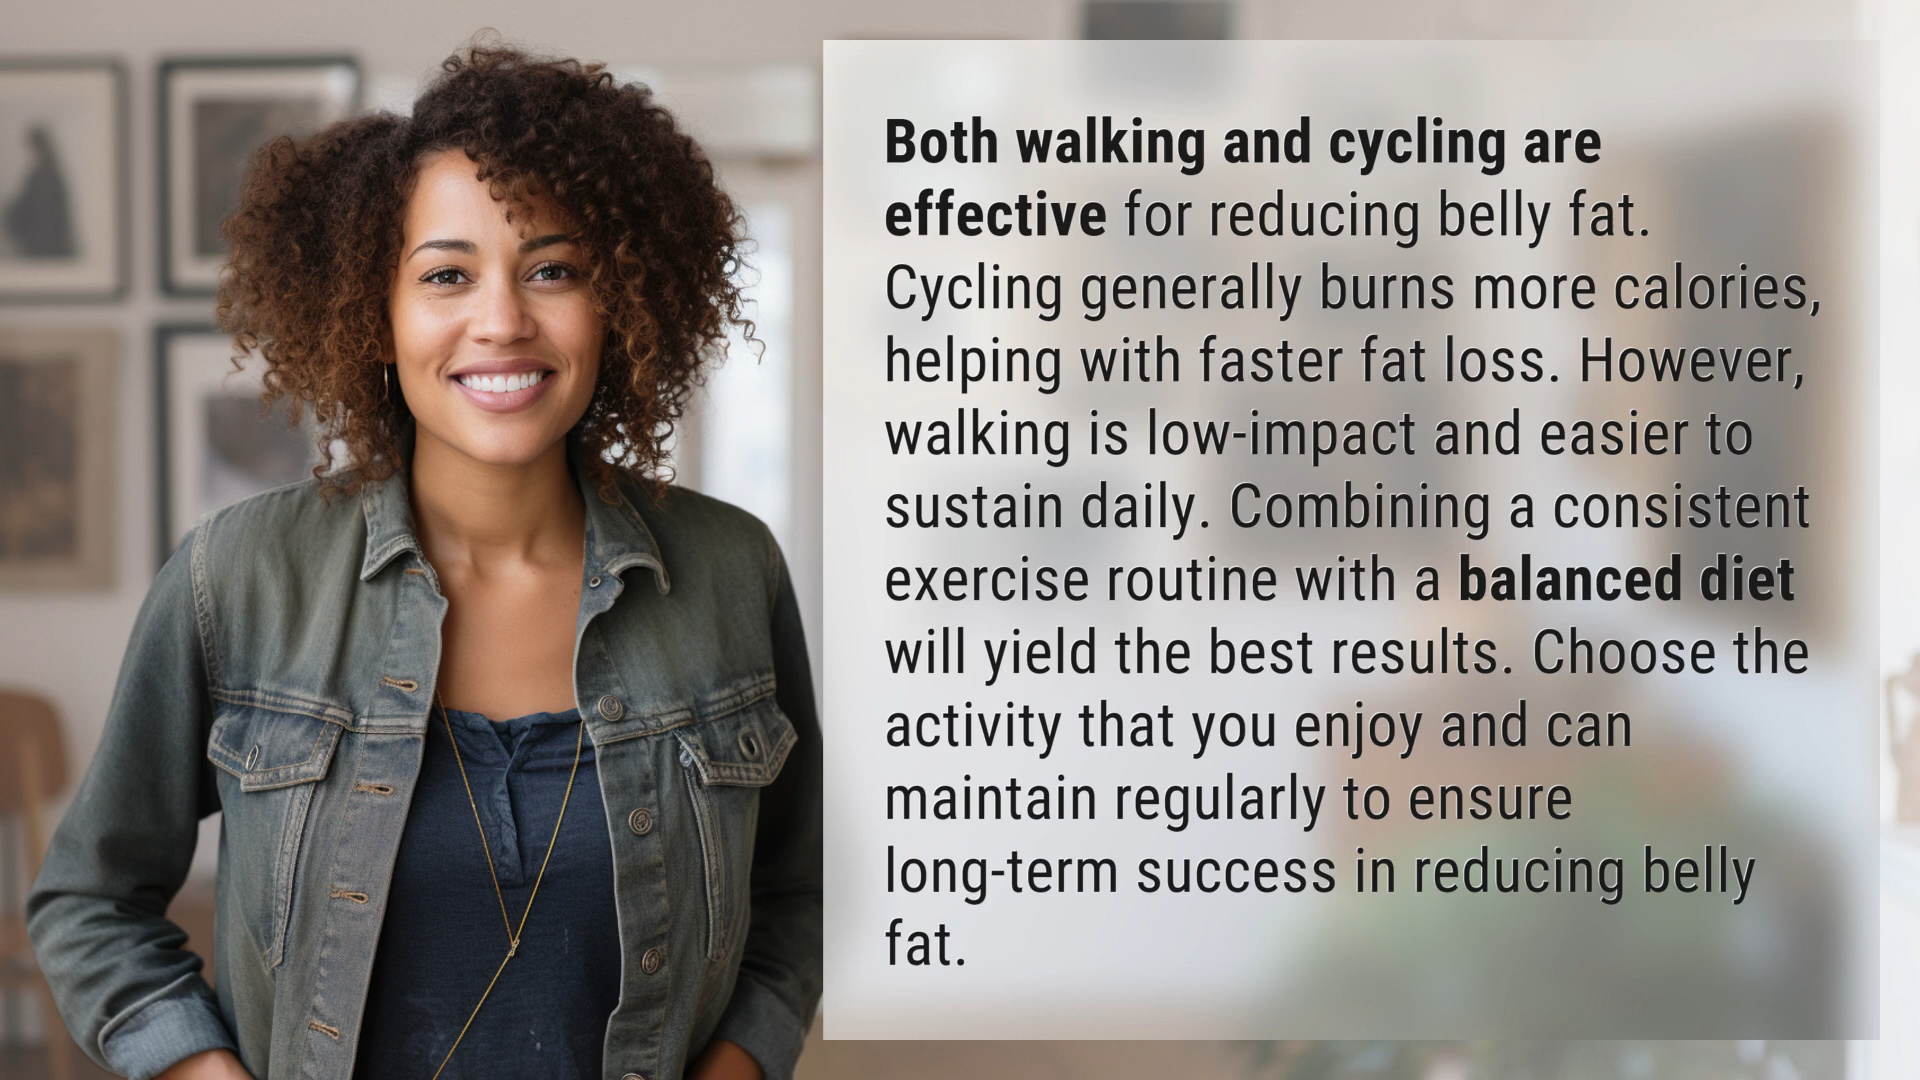 Both walking and cycling are
effective for reducing belly fat.
Cycling generally burns more calories,
helping with faster fat loss. However,
walking is low-impact and easier to
sustain daily. Combining a consistent
exercise routine with a balanced diet
will yield the best results. Choose the
activity that you enjoy and can
maintain regularly to ensure
long-term success in reducing belly
fat.